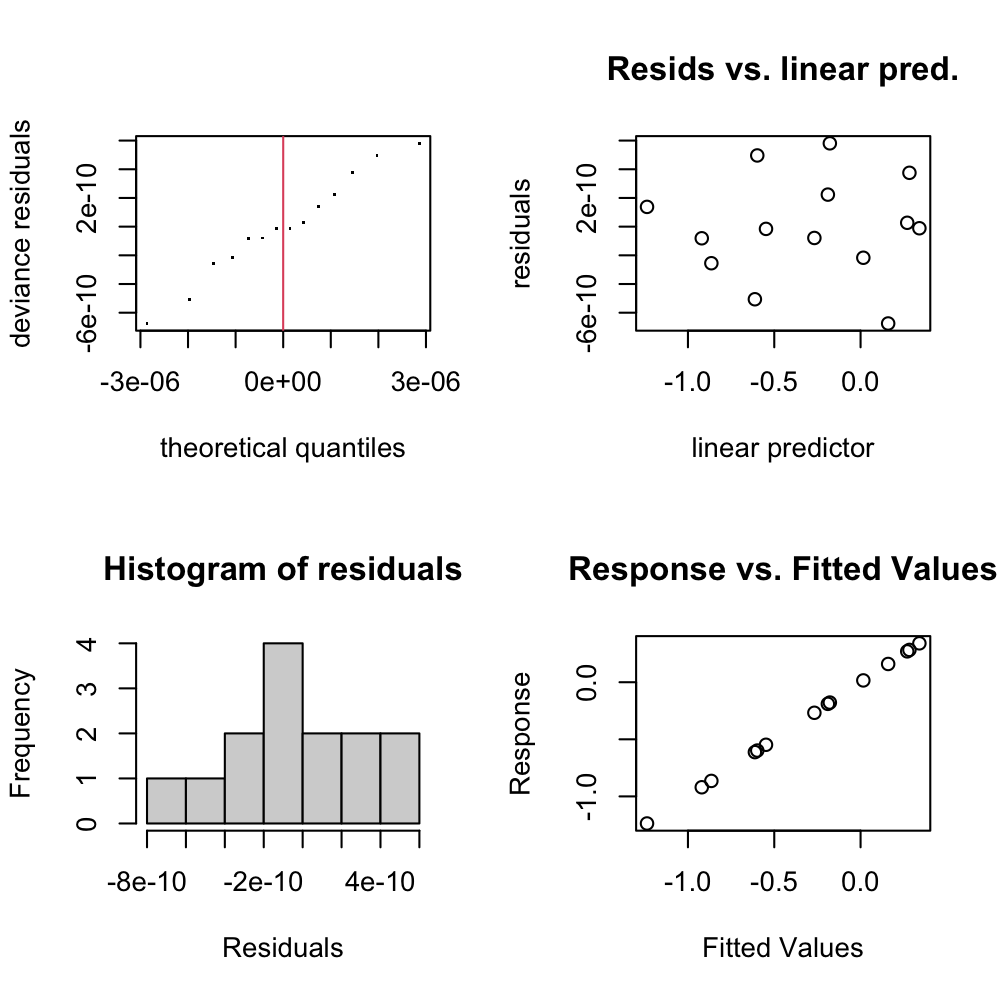 deviance residuals
-6e-10
2e-10
-3e-06
0e+00
3e-06
theoretical quantiles
Resids vs. linear pred.
residuals
-6e-10
2e-10
-1.0
-0.5
0.0
linear predictor
Histogram of residuals
Frequency
0
1
2
3
4
-8e-10
-2e-10
4e-10
Residuals
Response vs. Fitted Values
Response
-1.0
0.0
-1.0
-0.5
0.0
Fitted Values